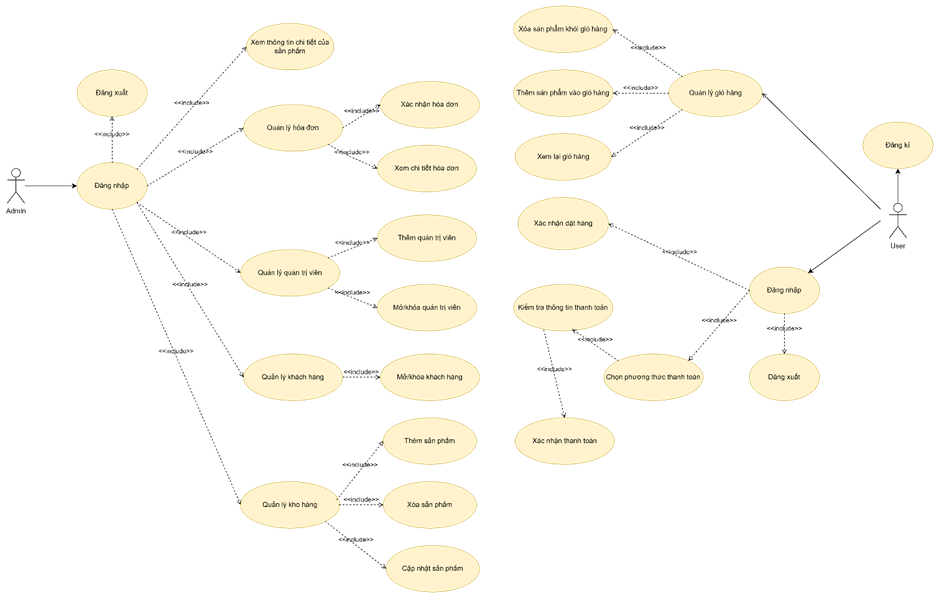 Xem thông tin chi tiết của
sản phẩm
<<include>>
Đăng xuất
<<include>>
Xác nhận hóa đơn
<<include>>
Quản lý hóa đơn
<<include>>
<<include>>
Xem chi tiết hóa đơn
Admin
Đăng nhập
<<include>>
Thêm quản trị viên
<<include>>
Quản lý quản trị viên
<<include>>
<<include>>
Mở/khóa quản trị viên
<<include>>
Quản lý khách hàng
<<include>>
Mở/khóa khách hàng
Thêm sản phẩm
<<include>>
Quản lý kho hàng
<<include>>
Xóa sản phẩm
<<include>>
Cập nhật sản phẩm
Xóa sản phẩm khỏi giỏ hàng
<<include>>
Thêm sản phẩm vào giỏ hàng
<<include>>
Quản lý giỏ hàng
<<include>>
Xem lại giỏ hàng
Đăng kí
User
Xác nhận đặt hàng
<<include>>
Đăng nhập
Kiểm tra thông tin thanh toán
<<include>>
<<include>>
<<include>>
<<include>>
Chọn phương thức thanh toán
Đăng xuất
Xác nhận thanh toán